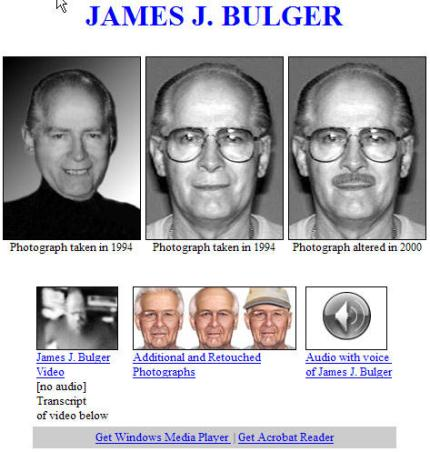 JAMES J. BULGER
Photograph taken in 1994
Photograph taken in 1994
Photograph altered in 2000
James J. Bulger
Video
[no audio]
Transcript
of video below
Additional and Retouched
Photographs
Audio with voice
of James J. Bulger
Get Windows Media Player | Get Acrobat Reader